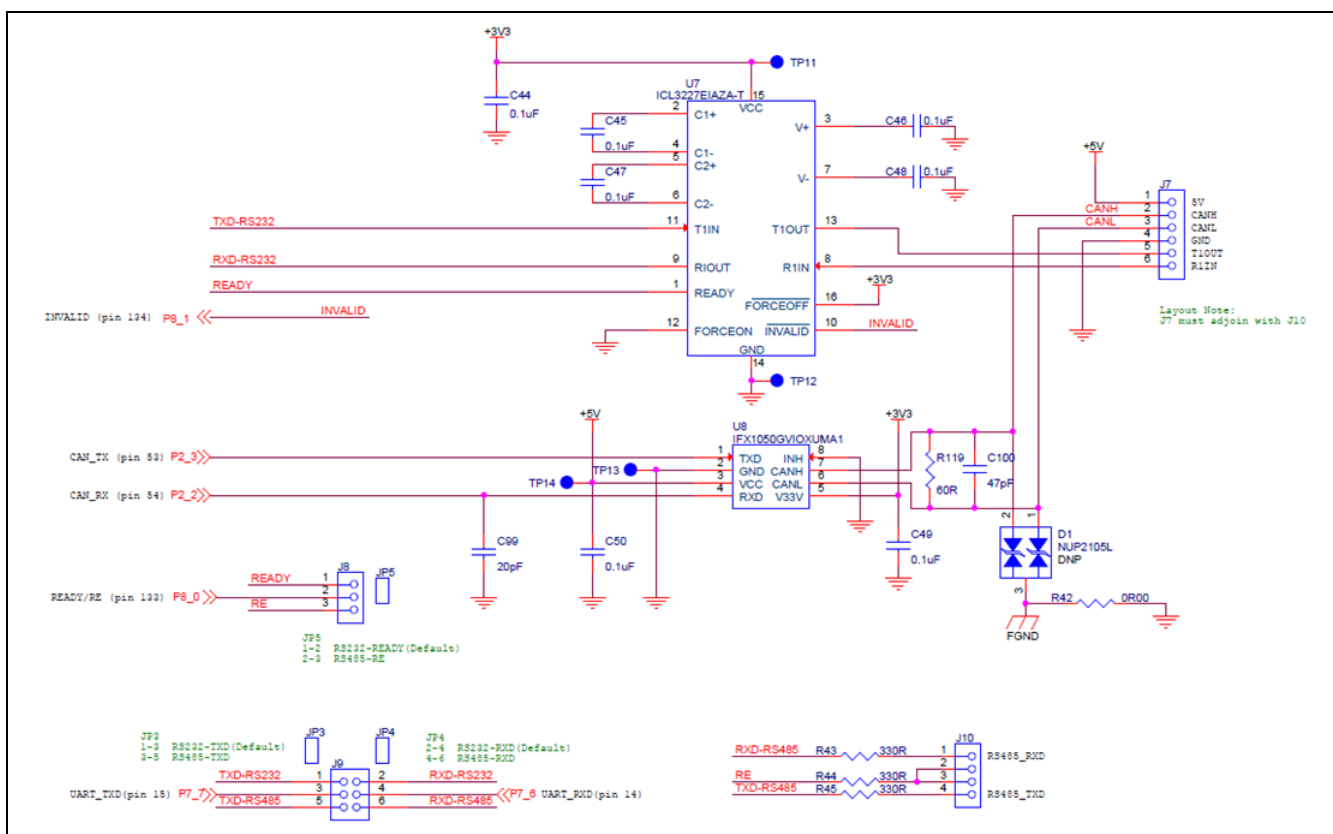 +3V3
TP11
U7
ICL3227EIAZA-T
C44
0.1uF
15
VCC
2
C1+
C45
0.1uF
4
C1-
5
C2+
C47
0.1uF
6
C2-
3
V+
C46
0.1uF
7
V-
C48
0.1uF
+5V
J7
1
5V
CANH
2
CANH
CANL
3
CANL
4
GND
5
T1OUT
6
R1IN
TXD-RS232
11
T1IN
T1OUT
13
RXD-RS232
9
RIOUT
R1IN
8
READY
1
READY
+3V3
FORCEOFF
16
INVALID (pin 134)
P8_1
INVALID
12
FORCEON
INVALID
10
INVALID
Layout Note:
J7 must adjoin with J10
GND
14
TP12
+5V
U8
IFX1050GVIOXUMA1
+3V3
CAN_TX (pin 53)
P2_3
1
TXD
INH
8
TP13
2
GND
CANH
7
TP14
3
VCC
CANL
6
CAN_RX (pin 54)
P2_2
4
RXD
V33V
5
R119
60R
C100
47pF
C99
20pF
C50
0.1uF
C49
0.1uF
2
1
D1
NUP2105L
DNP
3
R42
0R00
FGND
J8
JP5
READY
1
READY/RE (pin 133)
P8_0
2
RE
3
JP5
1-2 RS232-READY(Default)
2-3 RS485-RE
JP3
1-3 RS232-TXD(Default)
3-5 RS485-TXD
JP3
JP4
JP4
2-4 RS232-RXD(Default)
4-6 RS485-RXD
J9
TXD-RS232
1
2
RXD-RS232
UART_TXD(pin 15)
P7_7
3
4
P7_6
UART_RXD(pin 14)
TXD-RS485
5
6
RXD-RS485
J10
RXD-RS485
R43
330R
1
RS485_RXD
2
RE
R44
330R
3
TXD-RS485
R45
330R
4
RS485_TXD